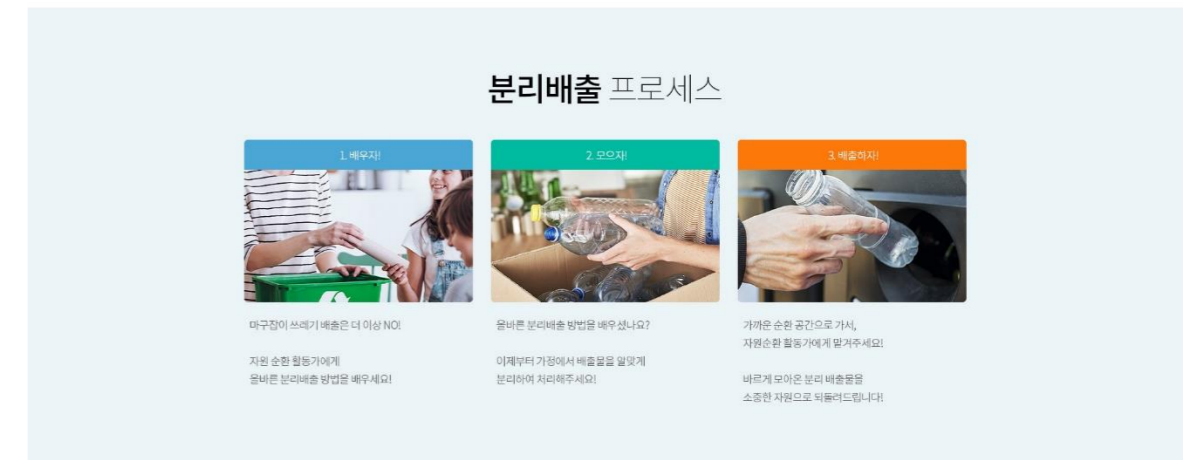 분리배출 프로세스
1. 배우자!
마구잡이 쓰레기 배출은 더 이상 NO!
자원 순환 활동가에게
올바른 분리배출 방법을 배우세요!
2. 모으자!
올바른 분리배출 방법을 배우셨나요?
이제부터 가정에서 배출물을 알맞게
분리하여 처리해주세요!
3. 배출하자!
가까운 순환 공간으로 가서,
자원순환 활동가에게 맡겨주세요!
바르게 모아온 분리 배출물을
소중한 자원으로 되돌려드립니다!